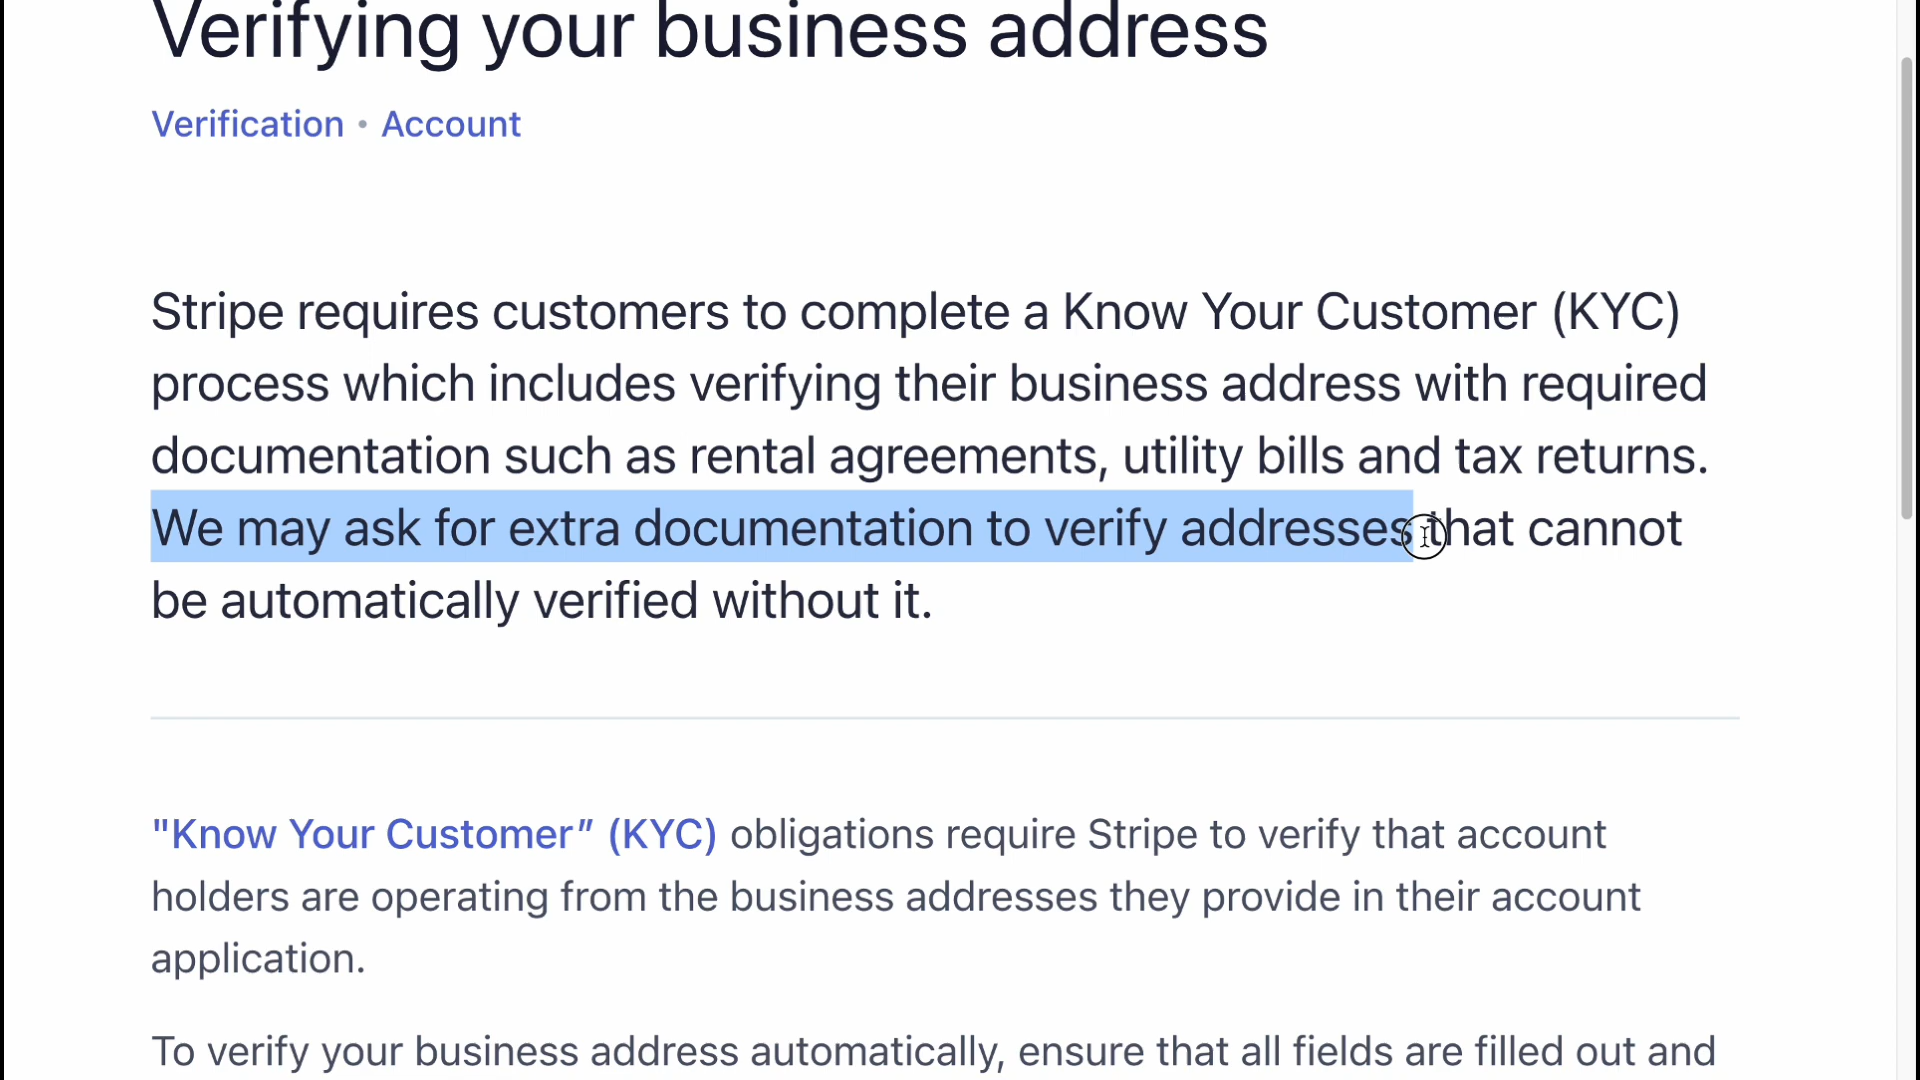 Verifying your business address
Verification • Account
Stripe requires customers to complete a Know Your Customer (KYC)
process which includes verifying their business address with required
documentation such as rental agreements, utility bills and tax returns.
We may ask for extra documentation to verify addresses that cannot
be automatically verified without it.
"Know Your Customer” (KYC) obligations require Stripe to verify that account
holders are operating from the business addresses they provide in their account
application.
To verify your business address automatically, ensure that all fields are filled out and